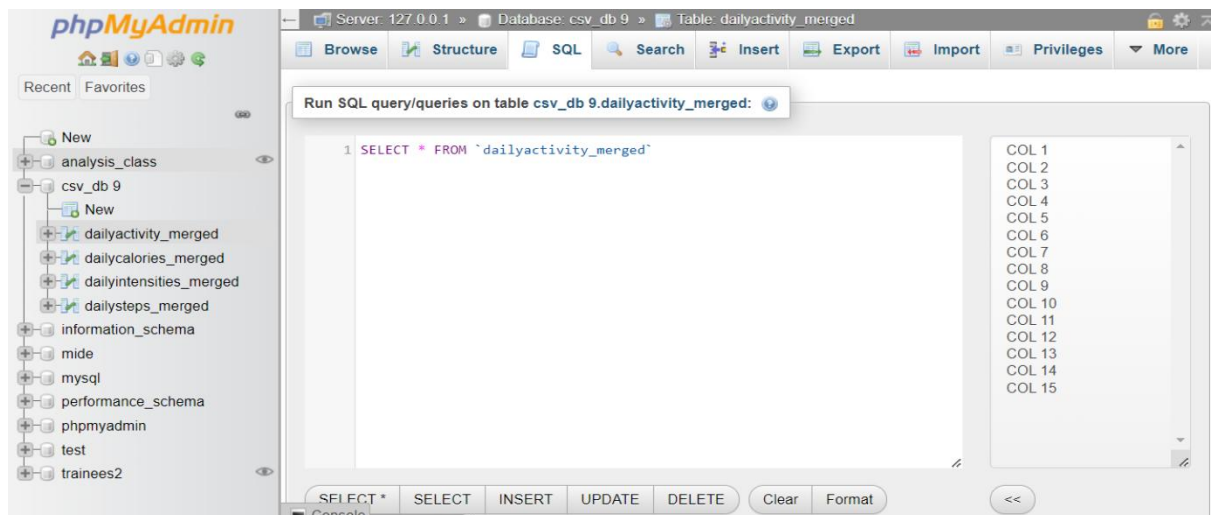 phpMyAdmin
Recent Favorites
New
analysis_class
csv_db 9
New
dailyactivity_merged
dailycalories_merged
dailyintensities_merged
dailysteps_merged
information_schema
mide
mysql
performance_schema
phpmyadmin
test
trainees2
Server: 127.0.0.1 » Database: csv_db 9 » Table: dailyactivity_merged
Browse Structure SQL Search Insert Export Import Privileges More
Run SQL query/queries on table csv_db 9.dailyactivity_merged:
1 SELECT * FROM `dailyactivity_merged`
COL 1
COL 2
COL 3
COL 4
COL 5
COL 6
COL 7
COL 8
COL 9
COL 10
COL 11
COL 12
COL 13
COL 14
COL 15
SELECT * SELECT INSERT UPDATE DELETE Clear Format <<
Console